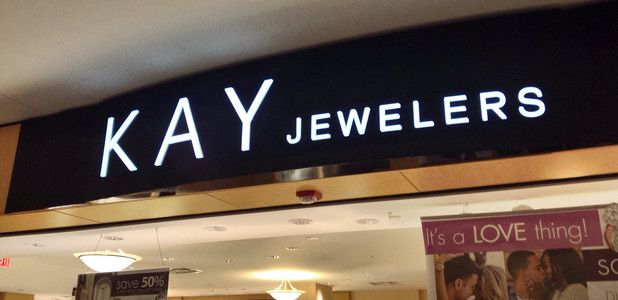 KAY JEWELERS
It's a LOVE thing!
save 50%